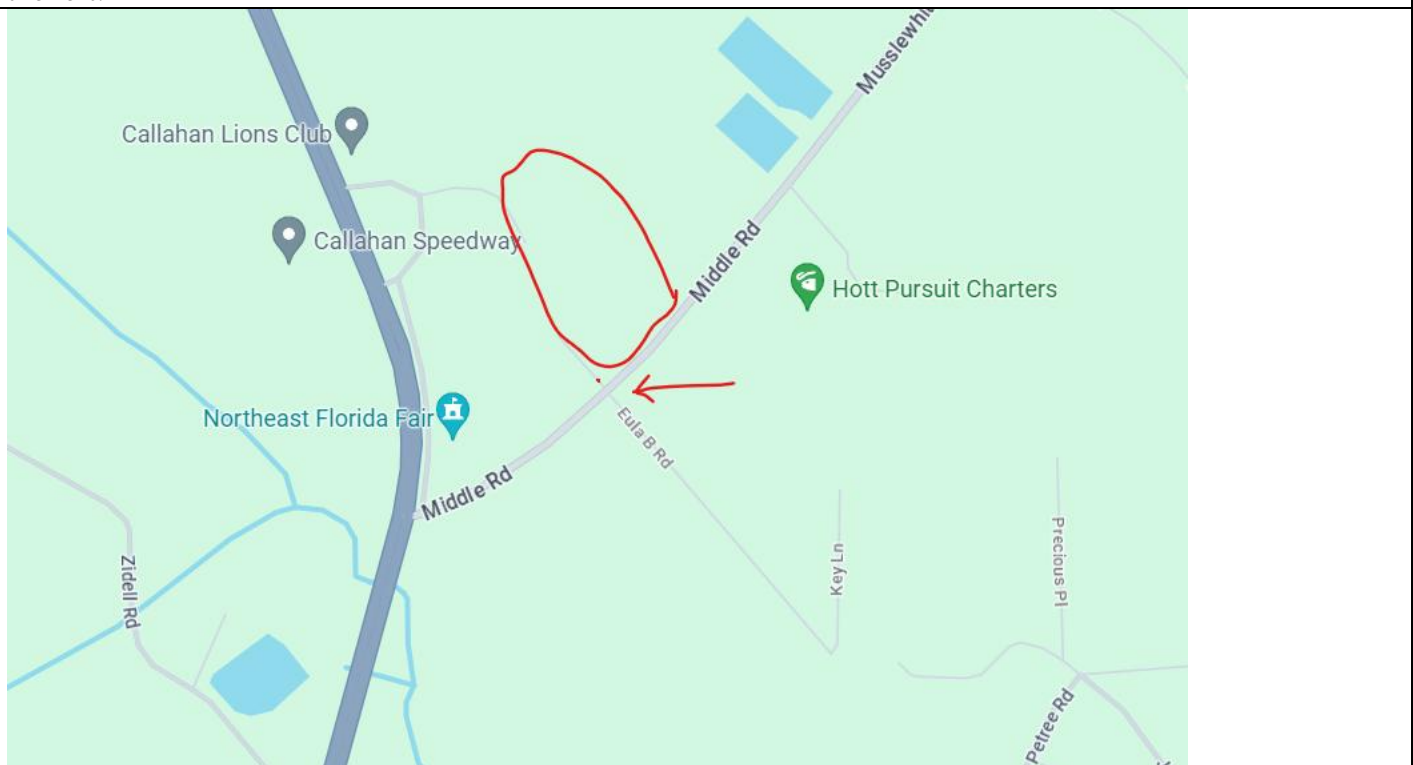 Musslewhi
Callahan Lions Club
Callahan Speedway
Middle Rd
Hott Pursuit Charters
Northeast Florida Fair
Eula B Rd
Middle Rd
Key Ln
Precious Pl
Zidell Rd
Petree Rd